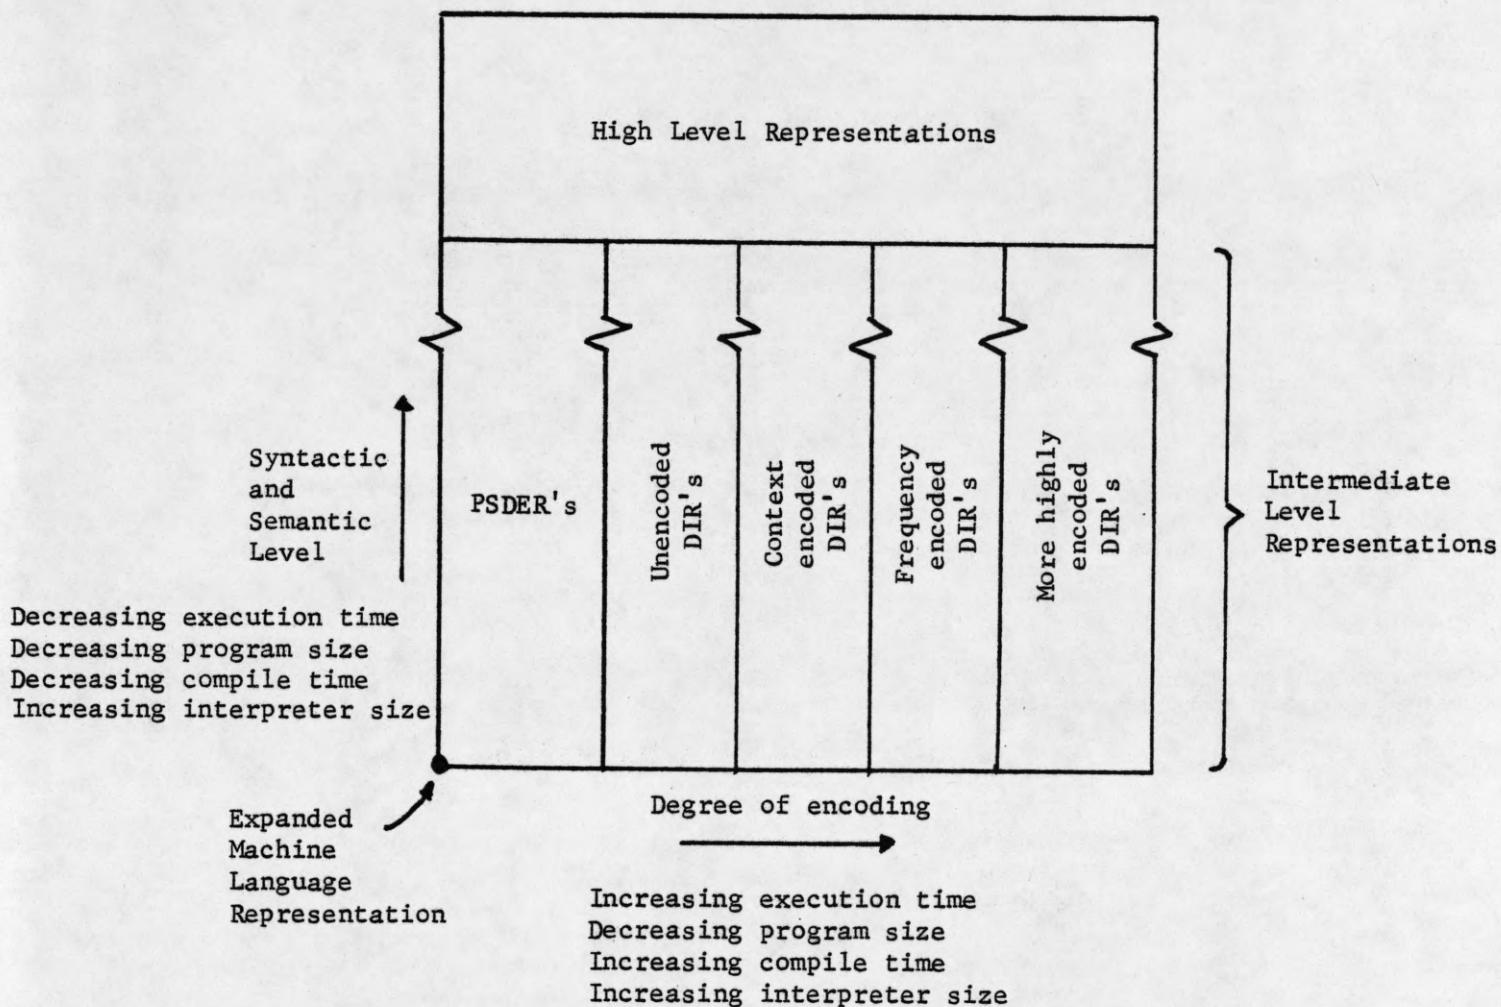 High Level Representations
Syntactic
and
Semantic
Level
PSDER's
Unencoded
DIR's
Context
encoded
DIR's
Frequency
encoded
DIR's
More highly
encoded
DIR's
Intermediate
Level
Representations
Decreasing execution time
Decreasing program size
Decreasing compile time
Increasing interpreter size
Expanded
Machine
Language
Representation
Degree of encoding
Increasing execution time
Decreasing program size
Increasing compile time
Increasing interpreter size